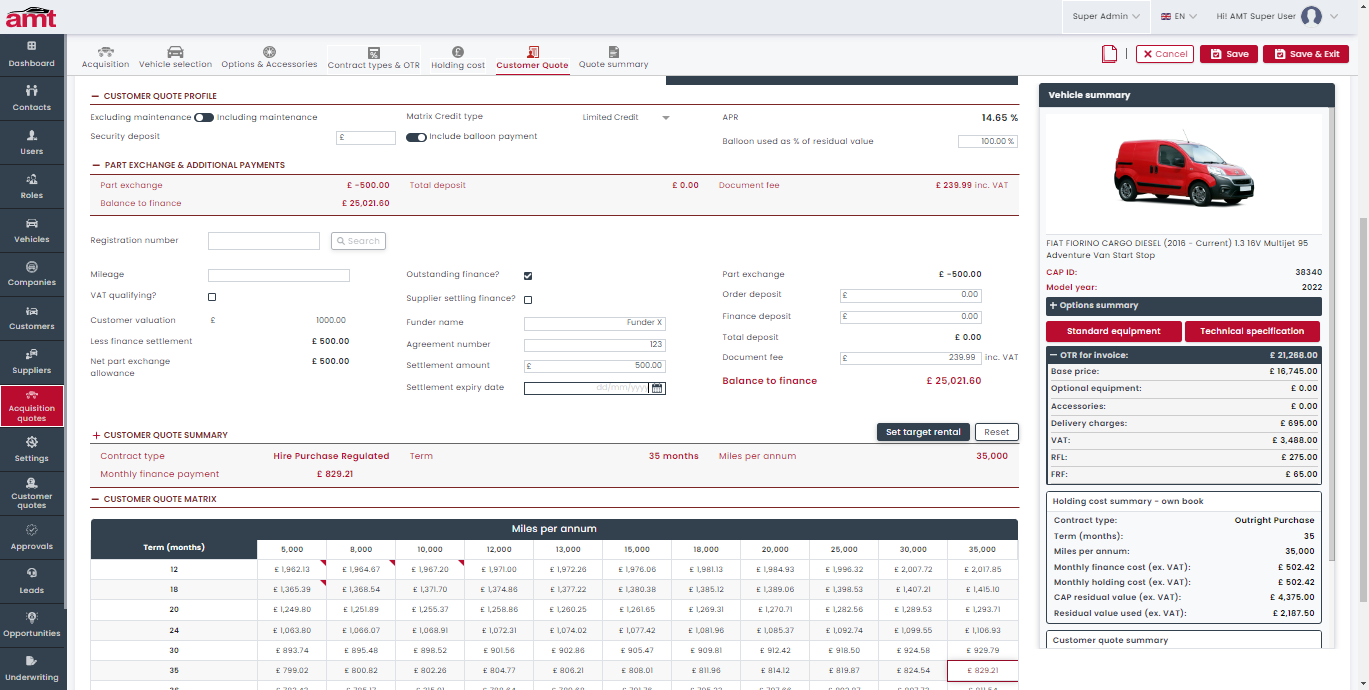 amt
Super Admin
EN
Hi! AMT Super User
Dashboard
Contacts
Users
Roles
Vehicles
Companies
Customers
Suppliers
Acquisition
quotes
Settings
Customer
quotes
Approvals
Leads
Opportunities
Underwriting
Acquisition Vehicle selection Options & Accessories Contract types & OTR Holding cost Customer Quote Quote summary
Cancel Save Save & Exit
CUSTOMER QUOTE PROFILE
Excluding maintenance Including maintenance Matrix Credit type Limited Credit APR 14.65 %
Security deposit £ Include balloon payment Balloon used as % of residual value 100.00 %
PART EXCHANGE & ADDITIONAL PAYMENTS
Part exchange £ -500.00 Total deposit £ 0.00 Document fee £ 239.99 inc. VAT
Balance to finance £ 25,021.60
Registration number Search
Mileage
VAT qualifying?
Customer valuation £ 1000.00
Less finance settlement £ 500.00
Net part exchange £ 500.00
allowance
Outstanding finance?
Supplier settling finance?
Funder name Funder X
Agreement number 123
Settlement amount £ 500.00
Settlement expiry date dd/mm/yyyy
Part exchange £ -500.00
Order deposit £ 0.00
Finance deposit £ 0.00
Total deposit £ 0.00
Document fee £ 239.99 inc. VAT
Balance to finance £ 25,021.60
CUSTOMER QUOTE SUMMARY Set target rental Reset
Contract type Hire Purchase Regulated Term 35 months Miles per annum 35,000
Monthly finance payment £ 829.21
CUSTOMER QUOTE MATRIX
Miles per annum
Term (months) 5,000 8,000 10,000 12,000 13,000 15,000 18,000 20,000 25,000 30,000 35,000
12 £ 1,962.13 £ 1,964.67 £ 1,967.20 £ 1,971.00 £ 1,972.26 £ 1,976.06 £ 1,981.13 £ 1,984.93 £ 1,996.32 £ 2,007.72 £ 2,017.85
18 £ 1,365.39 £ 1,368.54 £ 1,371.70 £ 1,374.86 £ 1,377.22 £ 1,380.38 £ 1,385.12 £ 1,389.06 £ 1,398.53 £ 1,407.21 £ 1,415.10
20 £ 1,249.80 £ 1,251.89 £ 1,255.37 £ 1,258.86 £ 1,260.25 £ 1,261.65 £ 1,269.31 £ 1,270.71 £ 1,282.56 £ 1,289.53 £ 1,293.71
24 £ 1,063.80 £ 1,066.07 £ 1,068.91 £ 1,072.31 £ 1,074.02 £ 1,077.42 £ 1,081.96 £ 1,085.37 £ 1,092.74 £ 1,099.55 £ 1,106.93
30 £ 893.74 £ 895.48 £ 898.52 £ 901.56 £ 902.86 £ 905.47 £ 909.81 £ 912.42 £ 918.50 £ 924.58 £ 929.79
35 £ 799.02 £ 800.82 £ 802.26 £ 804.77 £ 806.21 £ 808.01 £ 811.96 £ 814.12 £ 819.87 £ 824.54 £ 829.21
Vehicle summary
FIAT FIORINO CARGO DIESEL (2016 - Current) 1.3 16V Multijet 95
Adventure Van Start Stop
CAP ID: 38340
Model year: 2022
Options summary
Standard equipment Technical specification
OTR for invoice: £ 21,268.00
Base price: £ 16,745.00
Optional equipment: £ 0.00
Accessories: £ 0.00
Delivery charges: £ 695.00
VAT: £ 3,488.00
RFL: £ 275.00
FRF: £ 65.00
Holding cost summary - own book
Contract type: Outright Purchase
Term (months): 35
Miles per annum: 35,000
Monthly finance cost (ex. VAT): £ 502.42
Monthly holding cost (ex. VAT): £ 502.42
CAP residual value (ex. VAT): £ 4,375.00
Residual value used (ex. VAT): £ 2,187.50
Customer quote summary